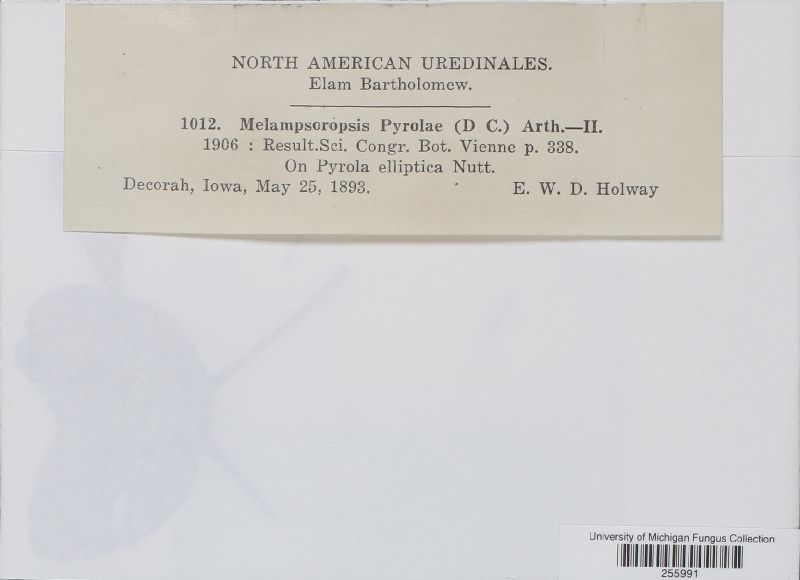 NORTH AMERICAN UREDINALES.
Elam Bartholomew.
1012. Melampsoropsis Pyrolae (D C.) Arth.—II.
1906 : Result.Sci. Congr. Bot. Vienne p. 338.
On Pyrola elliptica Nutt.
Decorah, Iowa, May 25, 1893. E. W. D. Holway
University of Michigan Fungus Collection
255991